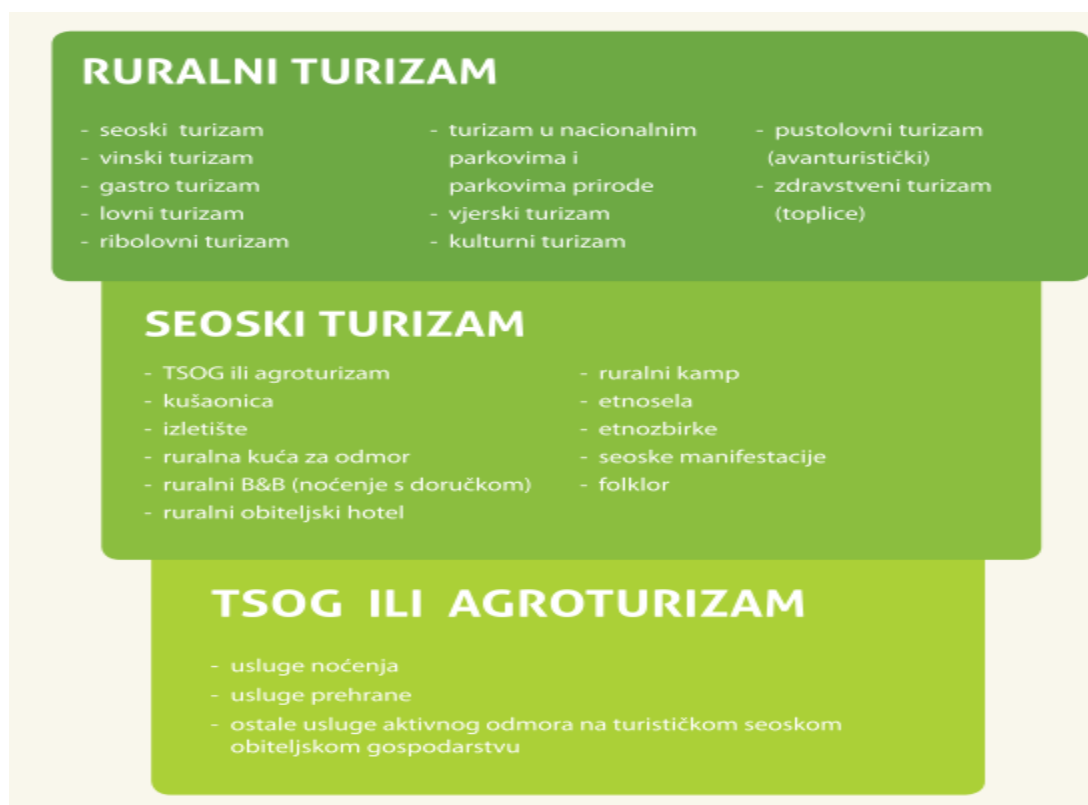 RURALNI TURIZAM
- seoski turizam
- vinski turizam
- gastro turizam
- lovni turizam
- ribolovni turizam
- turizam u nacionalnim
parkovima i
parkovima prirode
- vjerski turizam
- kulturni turizam
- pustolovni turizam
(avanturistički)
- zdravstveni turizam
(toplice)
SEOSKI TURIZAM
- TSOG ili agroturizam
- kušaonica
- izletište
- ruralna kuća za odmor
- ruralni B&B (noćenje s doručkom)
- ruralni obiteljski hotel
- ruralni kamp
- etnosela
- etnozbirke
- seoske manifestacije
- folklor
TSOG ILI AGROTURIZAM
- usluge noćenja
- usluge prehrane
- ostale usluge aktivnog odmora na turističkom seoskom
obiteljskom gospodarstvu